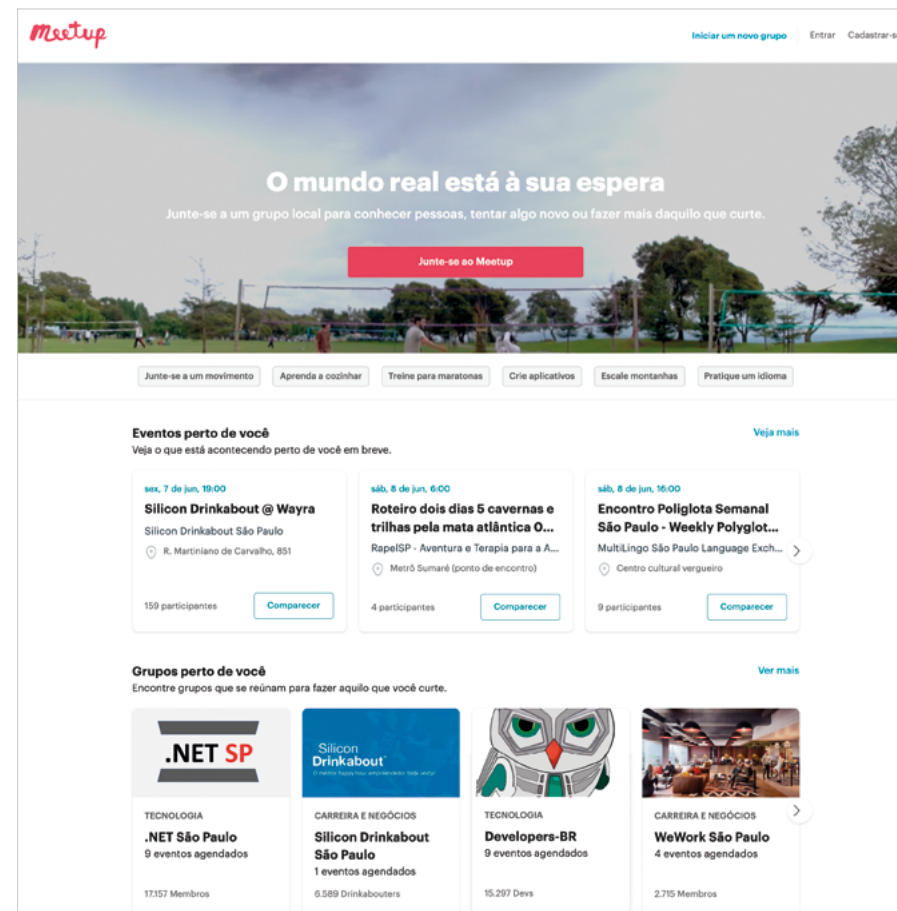 Meetup
Iniciar um novo grupo Entrar Cadastrar-s
O mundo real está à sua espera
Junte-se a um grupo local para conhecer pessoas, tentar algo novo ou fazer mais daquilo que curte.
Junte-se ao Meetup
Junte-se a um movimento Aprenda a cozinhar Treine para maratonas Crie aplicativos Escale montanhas Pratique um idioma
Eventos perto de você Veja mais
Veja o que está acontecendo perto de você em breve.
sex, 7 de jun, 19:00
Silicon Drinkabout @ Wayra
Silicon Drinkabout São Paulo
R. Martiniano de Carvalho, 851
159 participantes Comparecer
sáb, 8 de jun, 6:00
Roteiro dois dias 5 cavernas e
trilhas pela mata atlântica O...
RapelSP - Aventura e Terapia para a A...
Metrô Sumaré (ponto de encontro)
4 participantes Comparecer
sáb, 8 de jun, 16:00
Encontro Poliglota Semanal
São Paulo - Weekly Polyglot...
MultiLingo São Paulo Language Exch...
Centro cultural vergueiro
9 participantes Comparecer
Grupos perto de você Ver mais
Encontre grupos que se reúnam para fazer aquilo que você curte.
.NET SP
TECNOLOGIA
.NET São Paulo
9 eventos agendados
17.157 Membros
Silicon
Drinkabout
O melhor happy hour empreendedor toda sexta!
CARREIRA E NEGÓCIOS
Silicon Drinkabout
São Paulo
1 eventos agendados
6.589 Drinkabouters
TECNOLOGIA
Developers-BR
9 eventos agendados
15.297 Devs
CARREIRA E NEGÓCIOS
WeWork São Paulo
4 eventos agendados
2.715 Membros